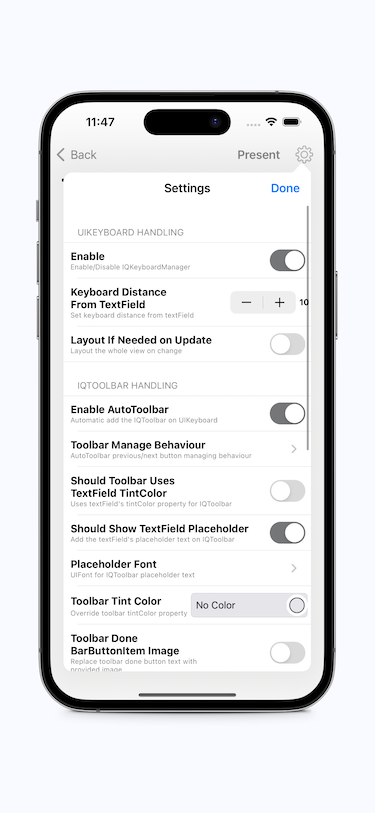 11:47
Back
Present
Settings
Done
UIKEYBOARD HANDLING
Enable
Enable/Disable IQKeyboardManager
Keyboard Distance
From TextField
Set keyboard distance from textField
10
Layout If Needed on Update
Layout the whole view on change
IQTOOLBAR HANDLING
Enable AutoToolbar
Automatic add the IQToolbar on UIKeyboard
Toolbar Manage Behaviour
AutoToolbar previous/next button managing behaviour
Should Toolbar Uses
TextField TintColor
Uses textField's tintColor property for IQToolbar
Should Show TextField Placeholder
Add the textField's placeholder text on IQToolbar
Placeholder Font
UIFont for IQToolbar placeholder text
Toolbar Tint Color
Override toolbar tintColor property
No Color
Toolbar Done
BarButtonItem Image
Replace toolbar done button text with
provided image